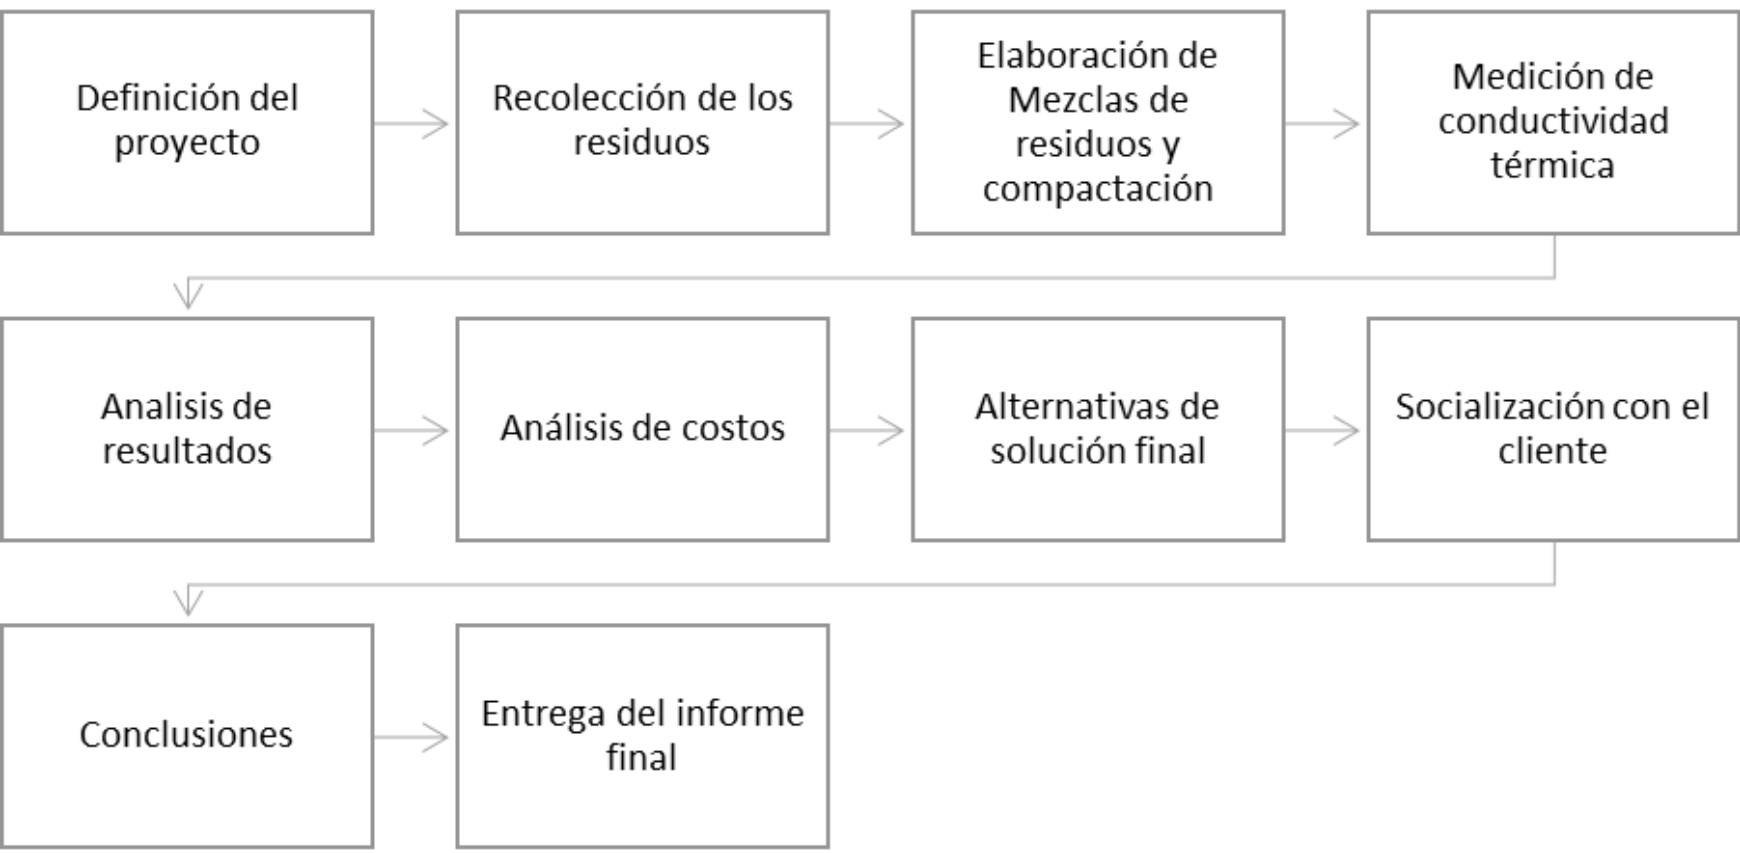 Definición del
proyecto
Recolección de los
residuos
Elaboración de
Mezclas de
residuos y
compactación
Medición de
conductividad
térmica
Analisis de
resultados
Análisis de costos
Alternativas de
solución final
Socialización con el
cliente
Conclusiones
Entrega del informe
final